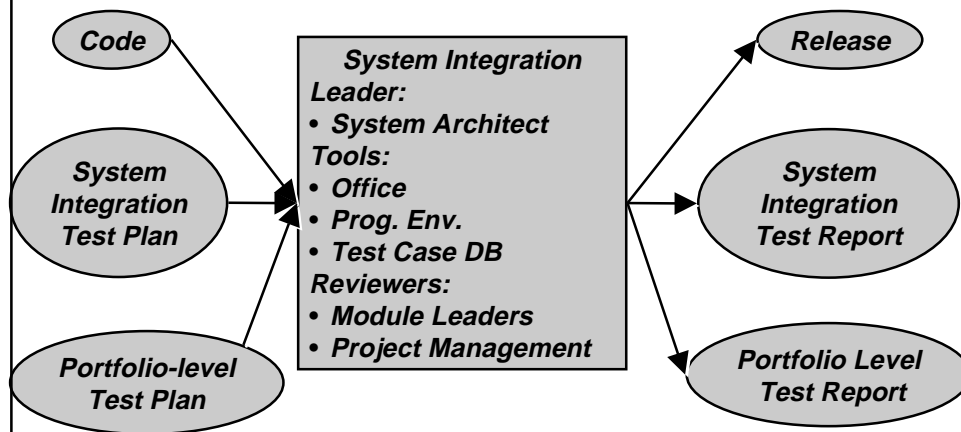 Code
System
Integration
Test Plan
Portfolio-level
Test Plan
System Integration
Leader:
• System Architect
Tools:
• Office
• Prog. Env.
• Test Case DB
Reviewers:
• Module Leaders
• Project Management
Release
System
Integration
Test Report
Portfolio Level
Test Report